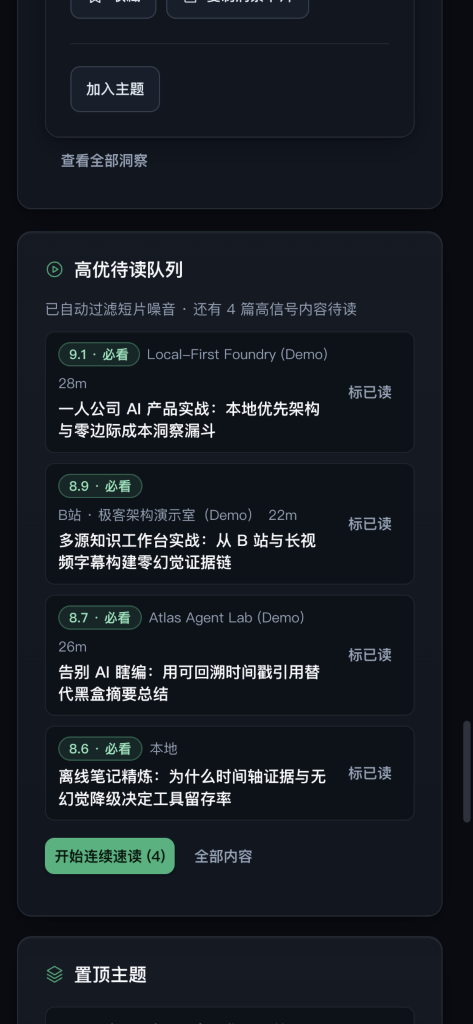 加入主题
查看全部洞察
高优待读队列
已自动过滤短片噪音 · 还有 4 篇高信号内容待读
9.1 · 必看 Local-First Foundry (Demo)
28m
标已读
一人公司 AI 产品实战：本地优先架构
与零边际成本洞察漏斗
8.9 · 必看
B站 · 极客架构演示室（Demo） 22m
标已读
多源知识工作台实战：从 B 站与长视
频字幕构建零幻觉证据链
8.7 · 必看 Atlas Agent Lab (Demo)
26m
标已读
告别 AI 瞎编：用可回溯时间戳引用替
代黑盒摘要总结
8.6 · 必看 本地
标已读
离线笔记精炼：为什么时间轴证据与无
幻觉降级决定工具留存率
开始连续速读 (4) 全部内容
置顶主题